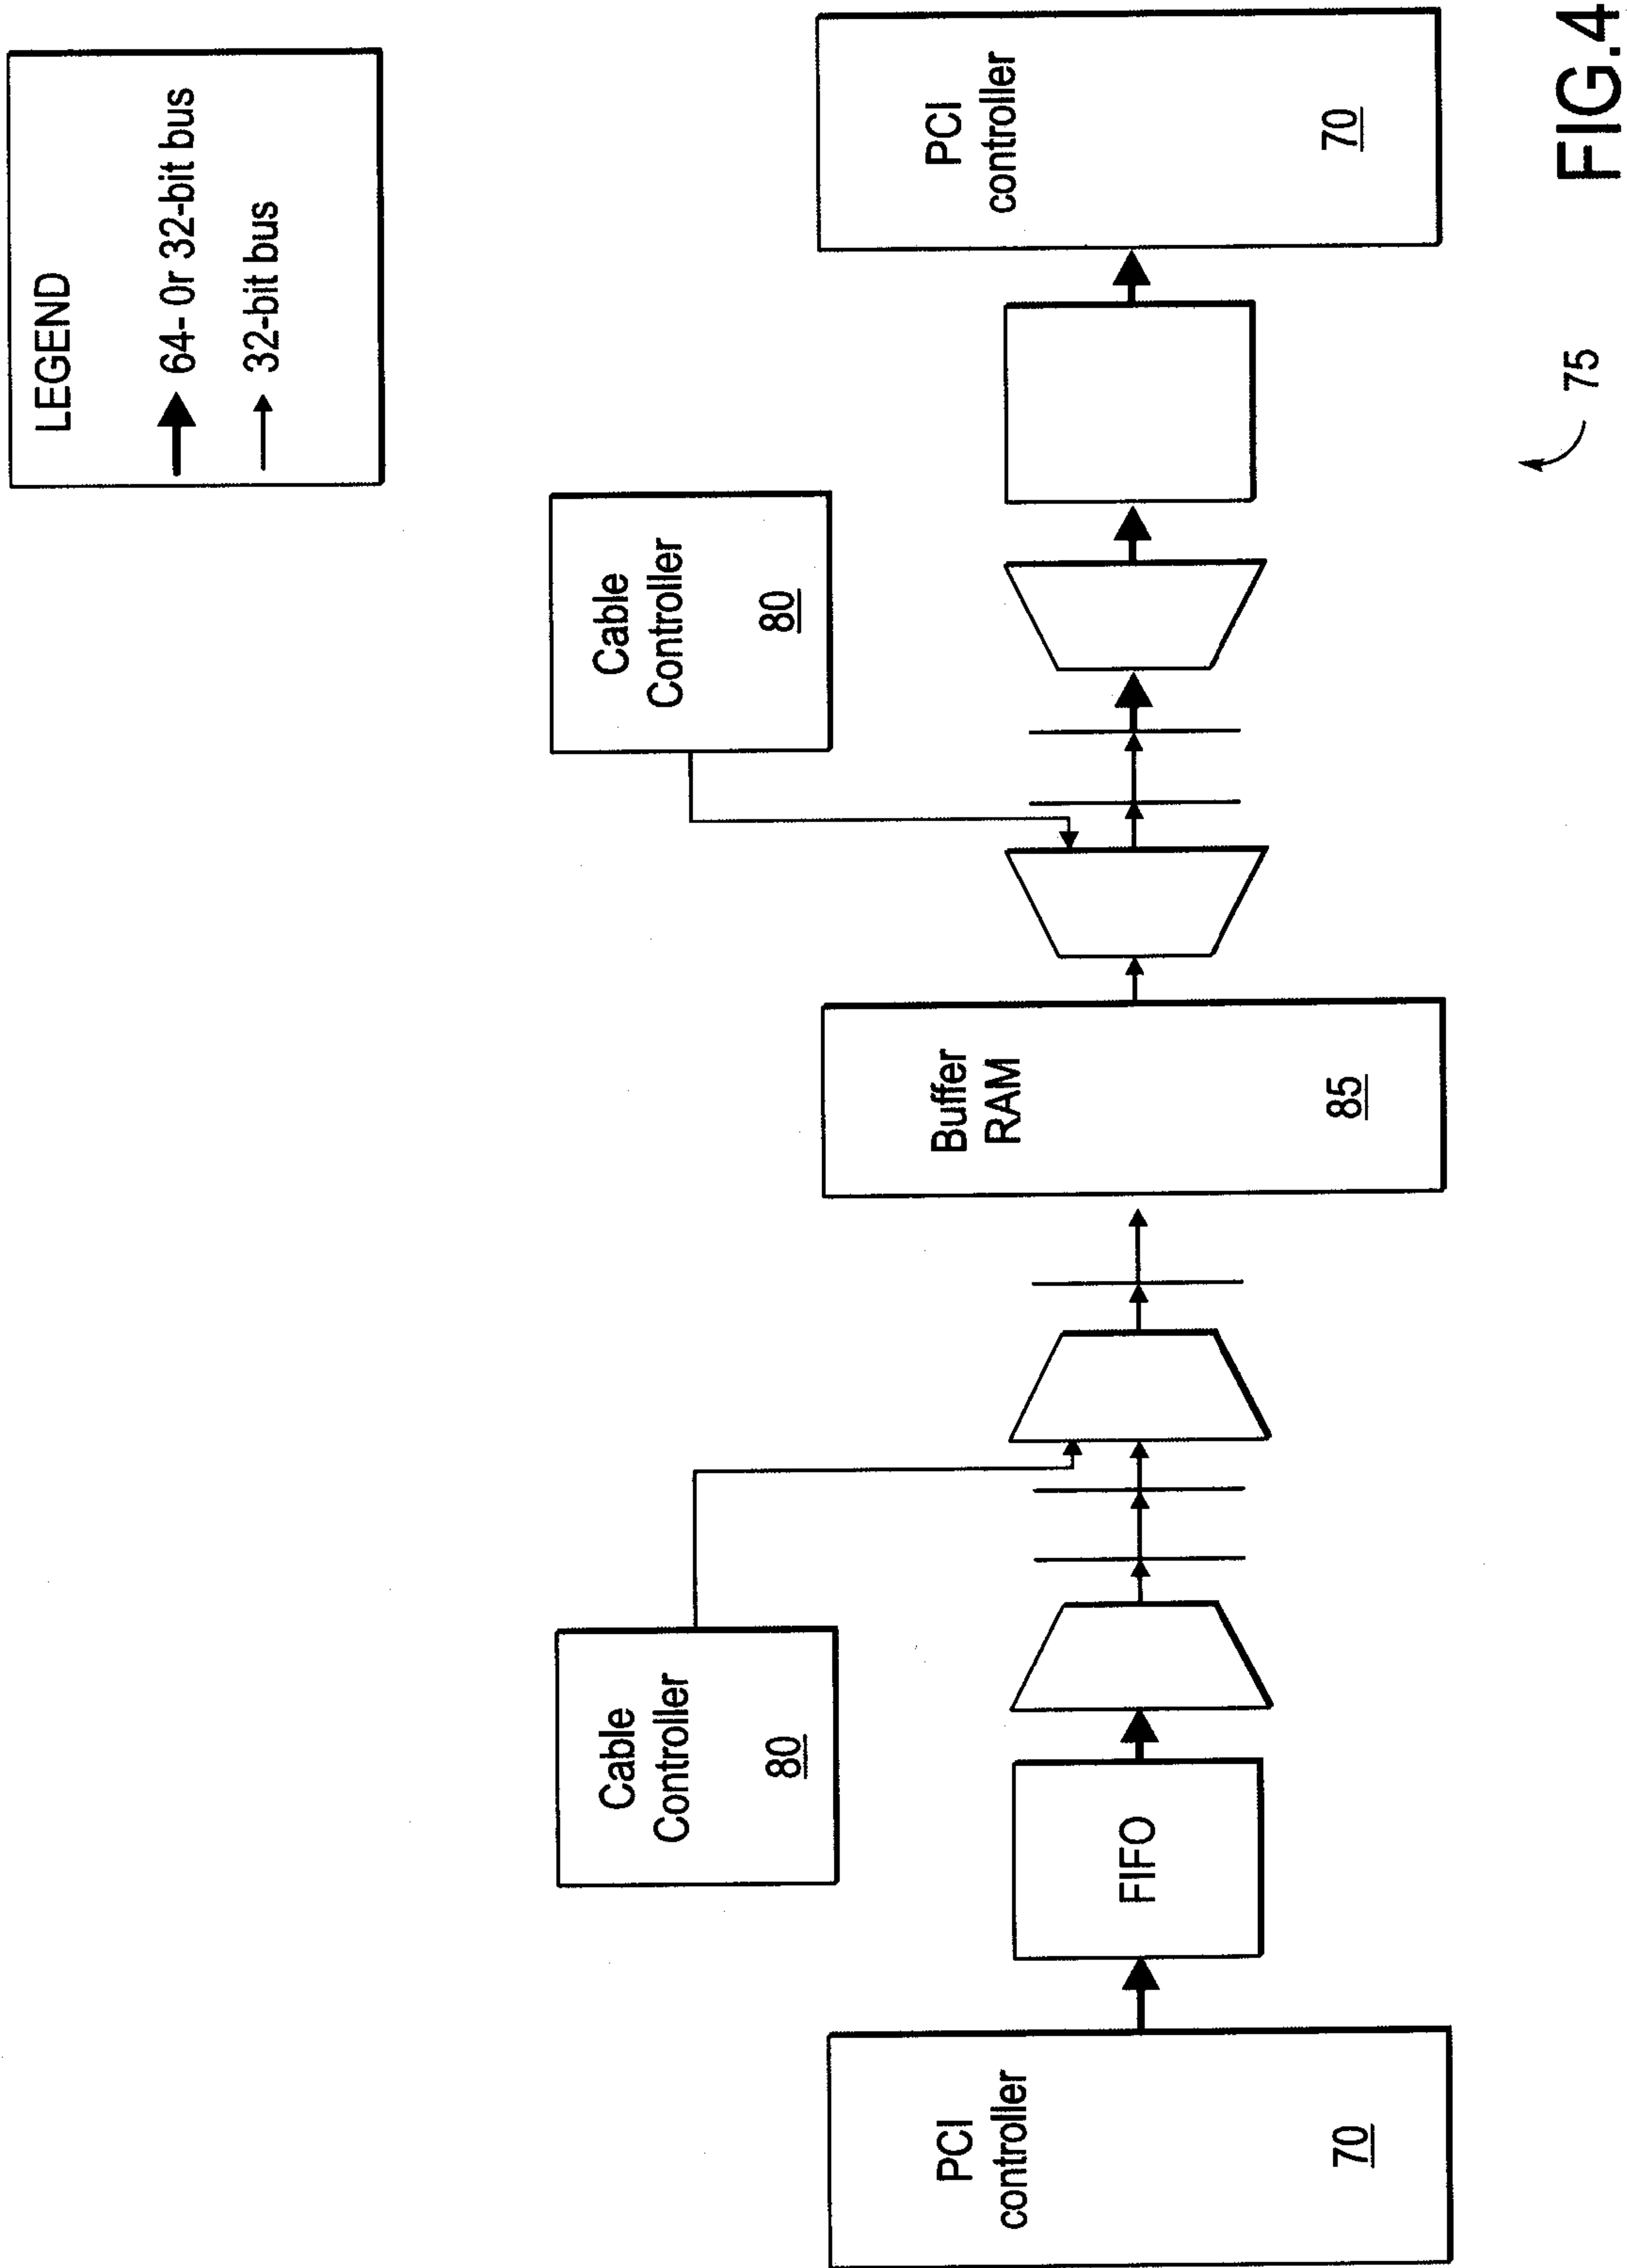 LEGEND
64- 0r 32-bit bus
32-bit bus
Cable
Controller
80
Cable
Controller
80
PCI
controller
70
FIFO
Buffer
RAM
85
PCI
controller
70
75
FIG.4